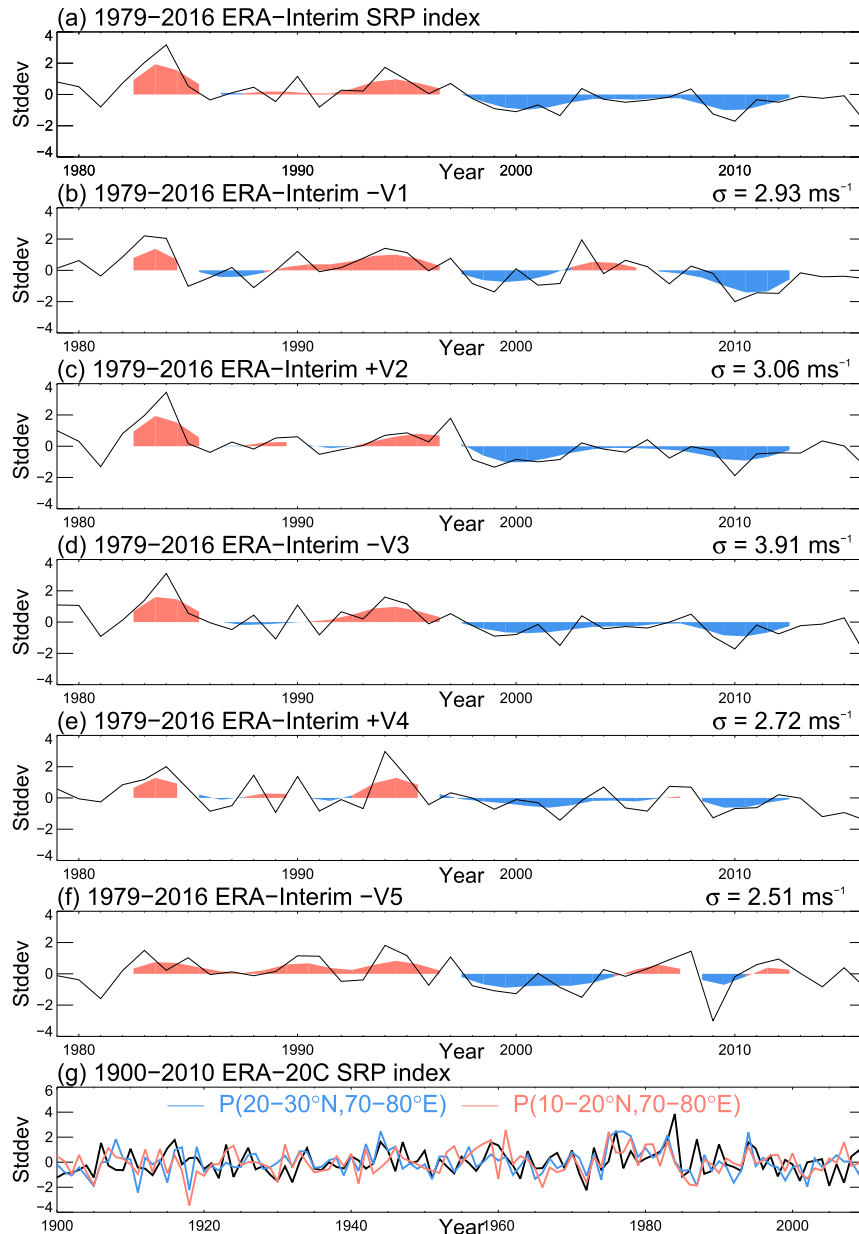 (a) 1979−2016 ERA−Interim SRP index
4
2
0
−2
−4
Stddev
1980 1990 2000 2010
Year
(b) 1979−2016 ERA−Interim −V1 σ = 2.93 ms⁻¹
4
2
0
−2
−4
Stddev
1980 1990 2000 2010
Year
(c) 1979−2016 ERA−Interim +V2 σ = 3.06 ms⁻¹
4
2
0
−2
−4
Stddev
1980 1990 2000 2010
Year
(d) 1979−2016 ERA−Interim −V3 σ = 3.91 ms⁻¹
4
2
0
−2
−4
Stddev
1980 1990 2000 2010
Year
(e) 1979−2016 ERA−Interim +V4 σ = 2.72 ms⁻¹
4
2
0
−2
−4
Stddev
1980 1990 2000 2010
Year
(f) 1979−2016 ERA−Interim −V5 σ = 2.51 ms⁻¹
4
2
0
−2
−4
Stddev
1980 1990 2000 2010
Year
(g) 1900−2010 ERA−20C SRP index
P(20−30°N,70−80°E) P(10−20°N,70−80°E)
6
4
2
0
−2
−4
Stddev
1900 1920 1940 1960 1980 2000
Year